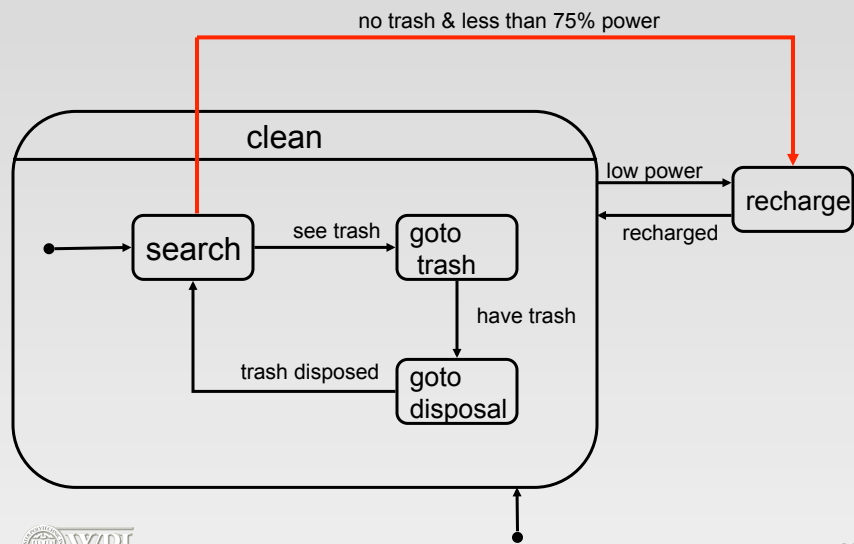 no trash & less than 75% power
clean
low power
recharge
recharged
search
see trash
goto
trash
have trash
trash disposed
goto
disposal
WPI